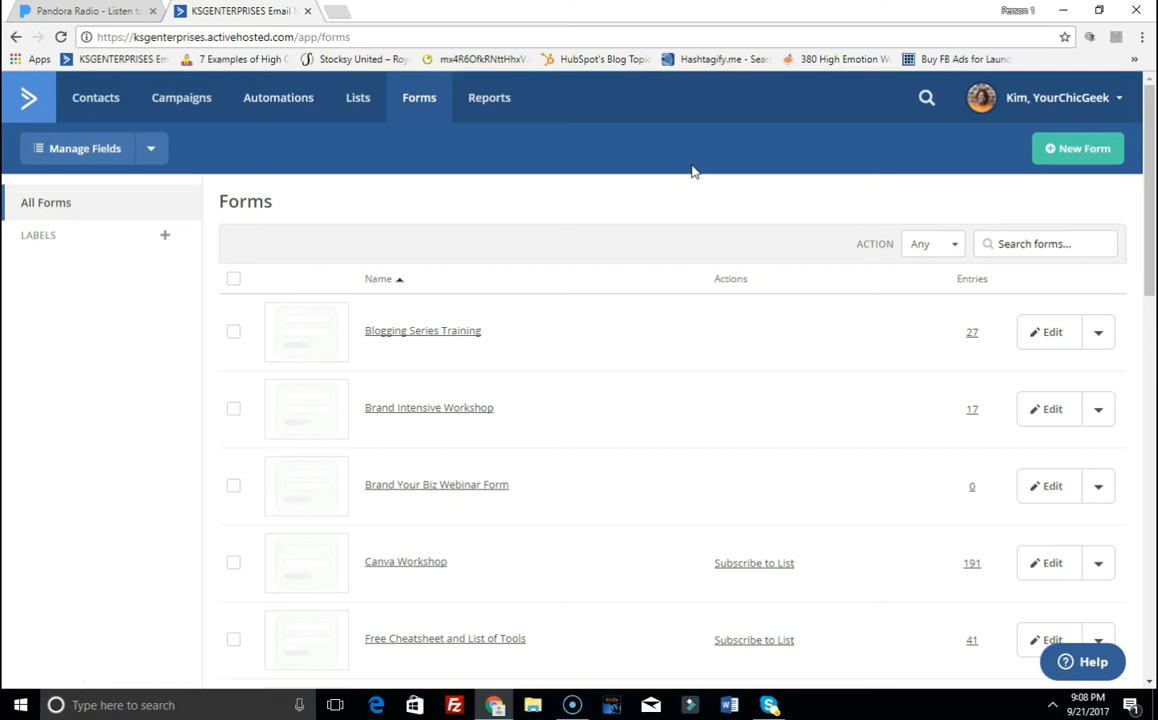 Pandora Radio - Listen to
KSGENTERPRISES Email
Person 1
https://ksgenterprises.activehosted.com/app/forms
Apps
KSGENTERPRISES Em
7 Examples of High
Stocksy United – Roy
mx4R6OfkRNttHhxV
HubSpot's Blog Topic
Hashtagify.me - Sear
380 High Emotion W
Buy FB Ads for Laun
Contacts
Campaigns
Automations
Lists
Forms
Reports
Kim, YourChicGeek
Manage Fields
New Form
All Forms
LABELS
Forms
ACTION
Any
Search forms...
Name
Actions
Entries
Blogging Series Training
27
Edit
Brand Intensive Workshop
17
Edit
Brand Your Biz Webinar Form
0
Edit
Canva Workshop
Subscribe to List
191
Edit
Free Cheatsheet and List of Tools
Subscribe to List
41
Edit
Help
Type here to search
9:08 PM
9/21/2017